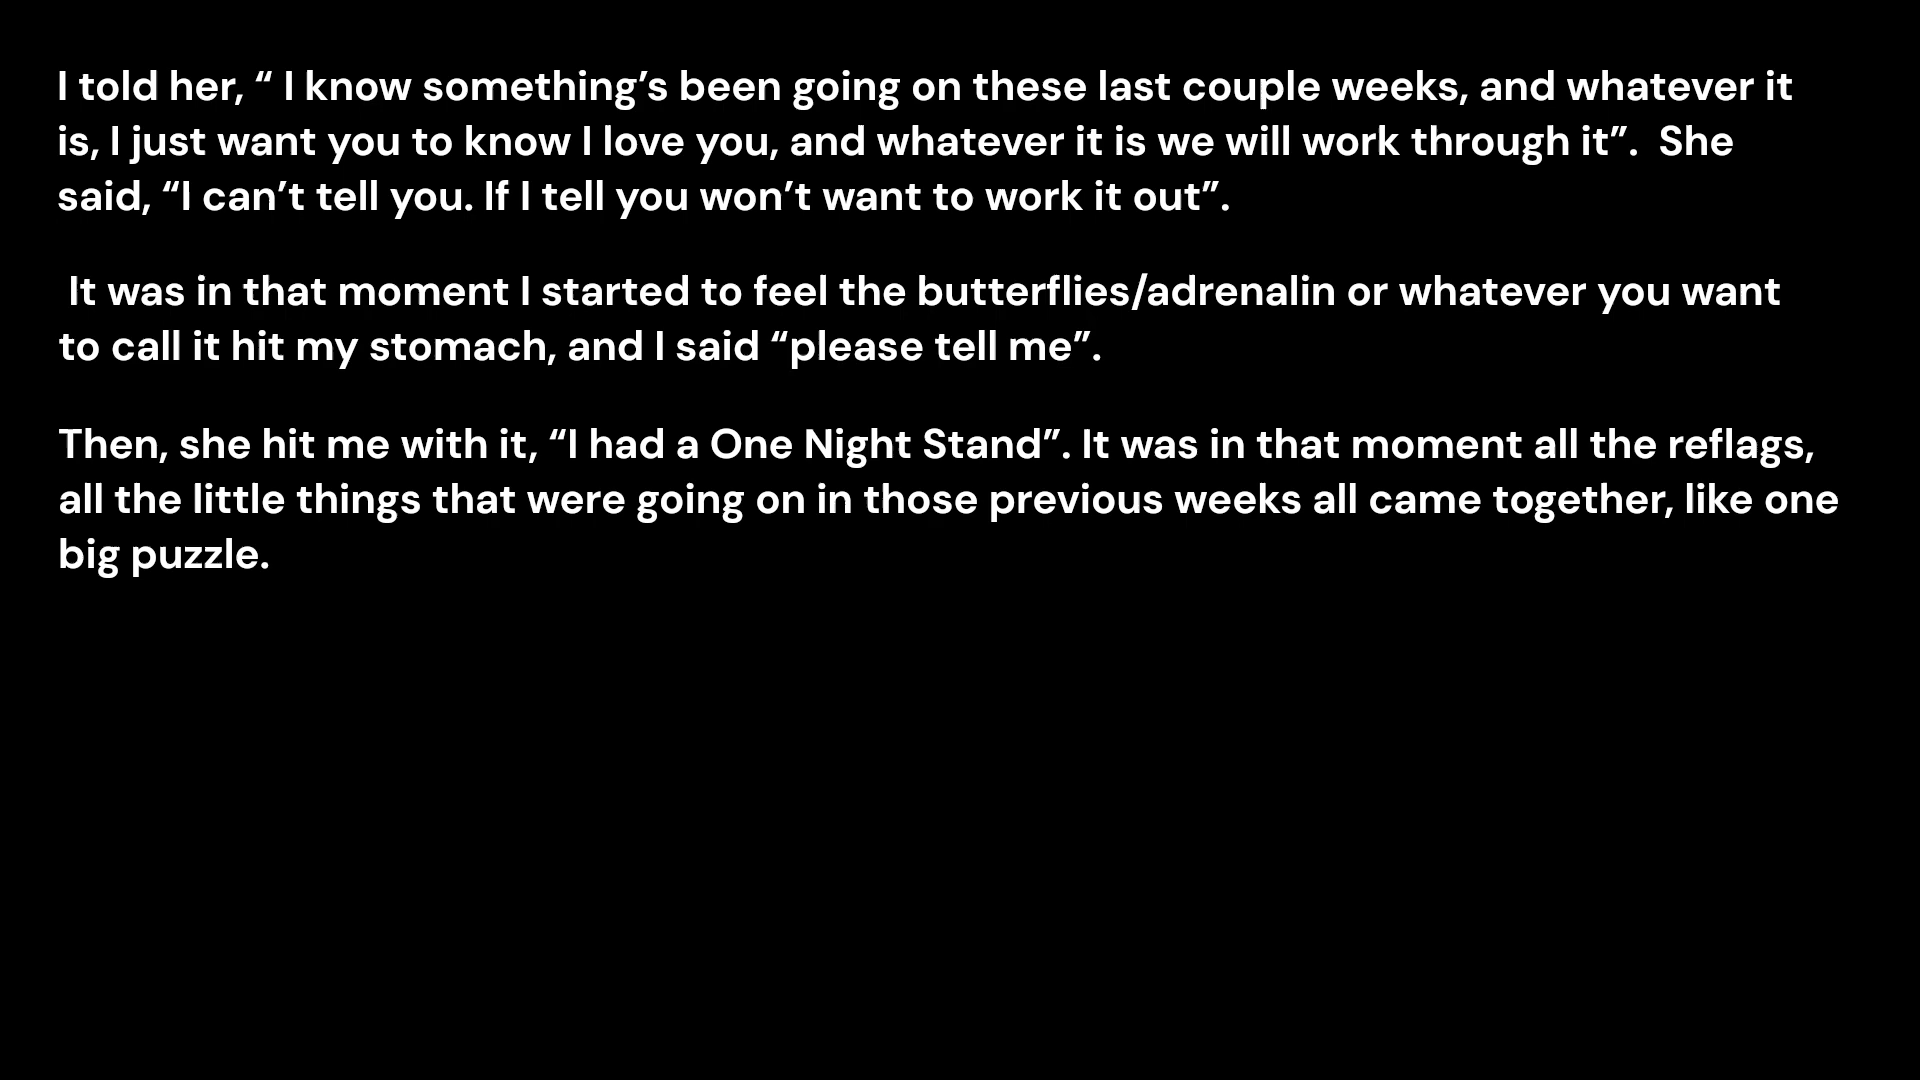 I told her, “ I know something’s been going on these last couple weeks, and whatever it
is, I just want you to know I love you, and whatever it is we will work through it”.  She
said, “I can’t tell you. If I tell you won’t want to work it out”.
It was in that moment I started to feel the butterflies/adrenalin or whatever you want
to call it hit my stomach, and I said “please tell me”.
Then, she hit me with it, “I had a One Night Stand”. It was in that moment all the reflags,
all the little things that were going on in those previous weeks all came together, like one
big puzzle.